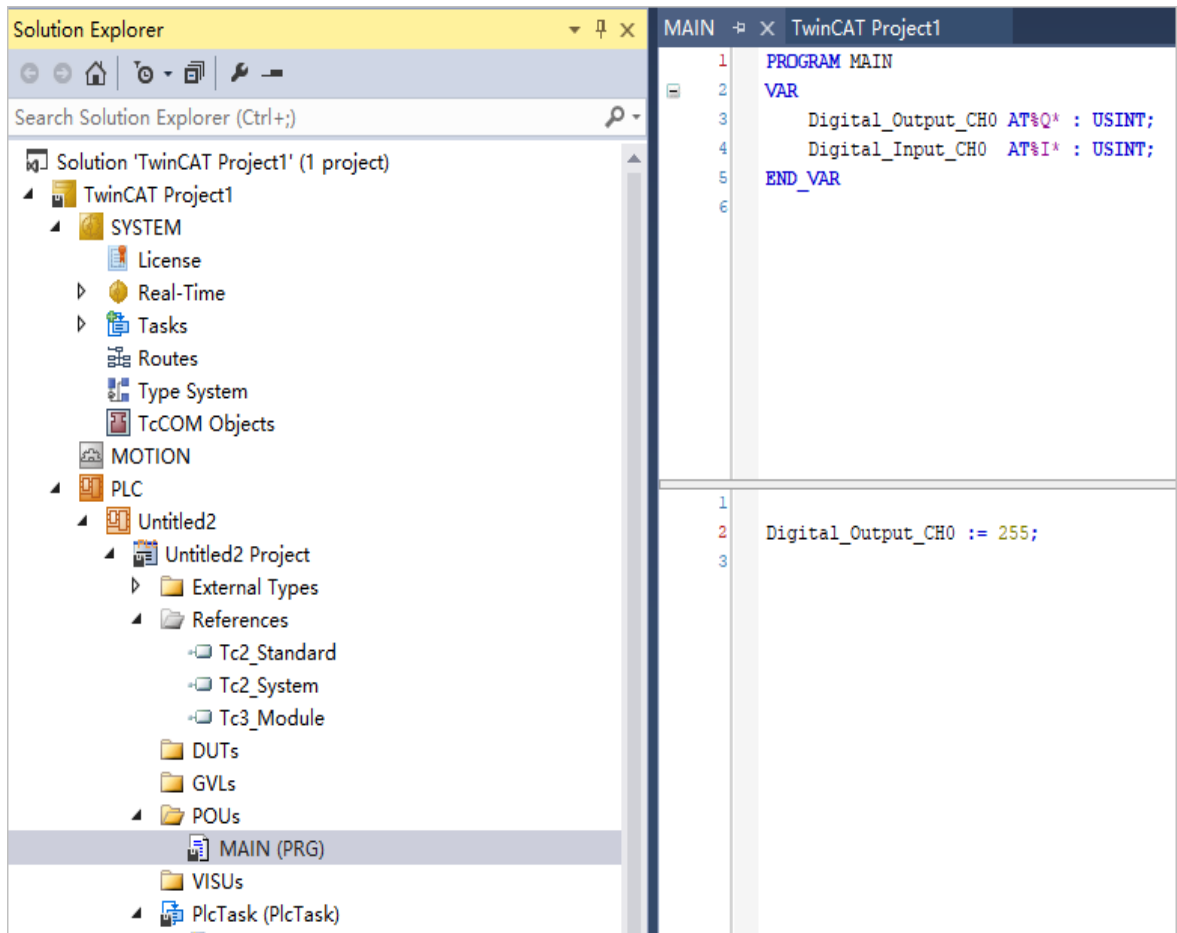 Solution Explorer
Search Solution Explorer (Ctrl+;)
Solution 'TwinCAT Project1' (1 project)
TwinCAT Project1
SYSTEM
License
Real-Time
Tasks
Routes
Type System
TcCOM Objects
MOTION
PLC
Untitled2
Untitled2 Project
External Types
References
Tc2_Standard
Tc2_System
Tc3_Module
DUTs
GVLs
POUs
MAIN (PRG)
VISUs
PlcTask (PlcTask)
MAIN TwinCAT Project1
1 PROGRAM MAIN
2 VAR
3 Digital_Output_CH0 AT%Q* : USINT;
4 Digital_Input_CH0 AT%I* : USINT;
5 END_VAR
6
1
2 Digital_Output_CH0 := 255;
3